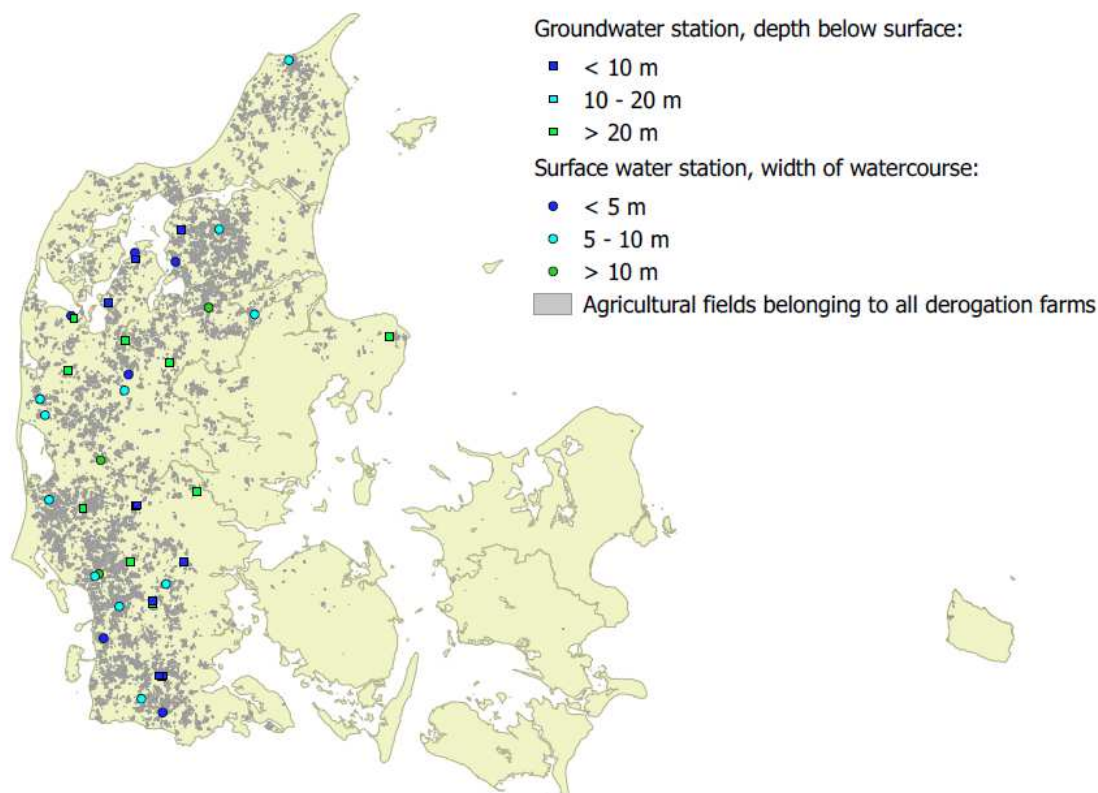 Groundwater station, depth below surface:
< 10 m
10 - 20 m
> 20 m
Surface water station, width of watercourse:
< 5 m
5 - 10 m
> 10 m
Agricultural fields belonging to all derogation farms